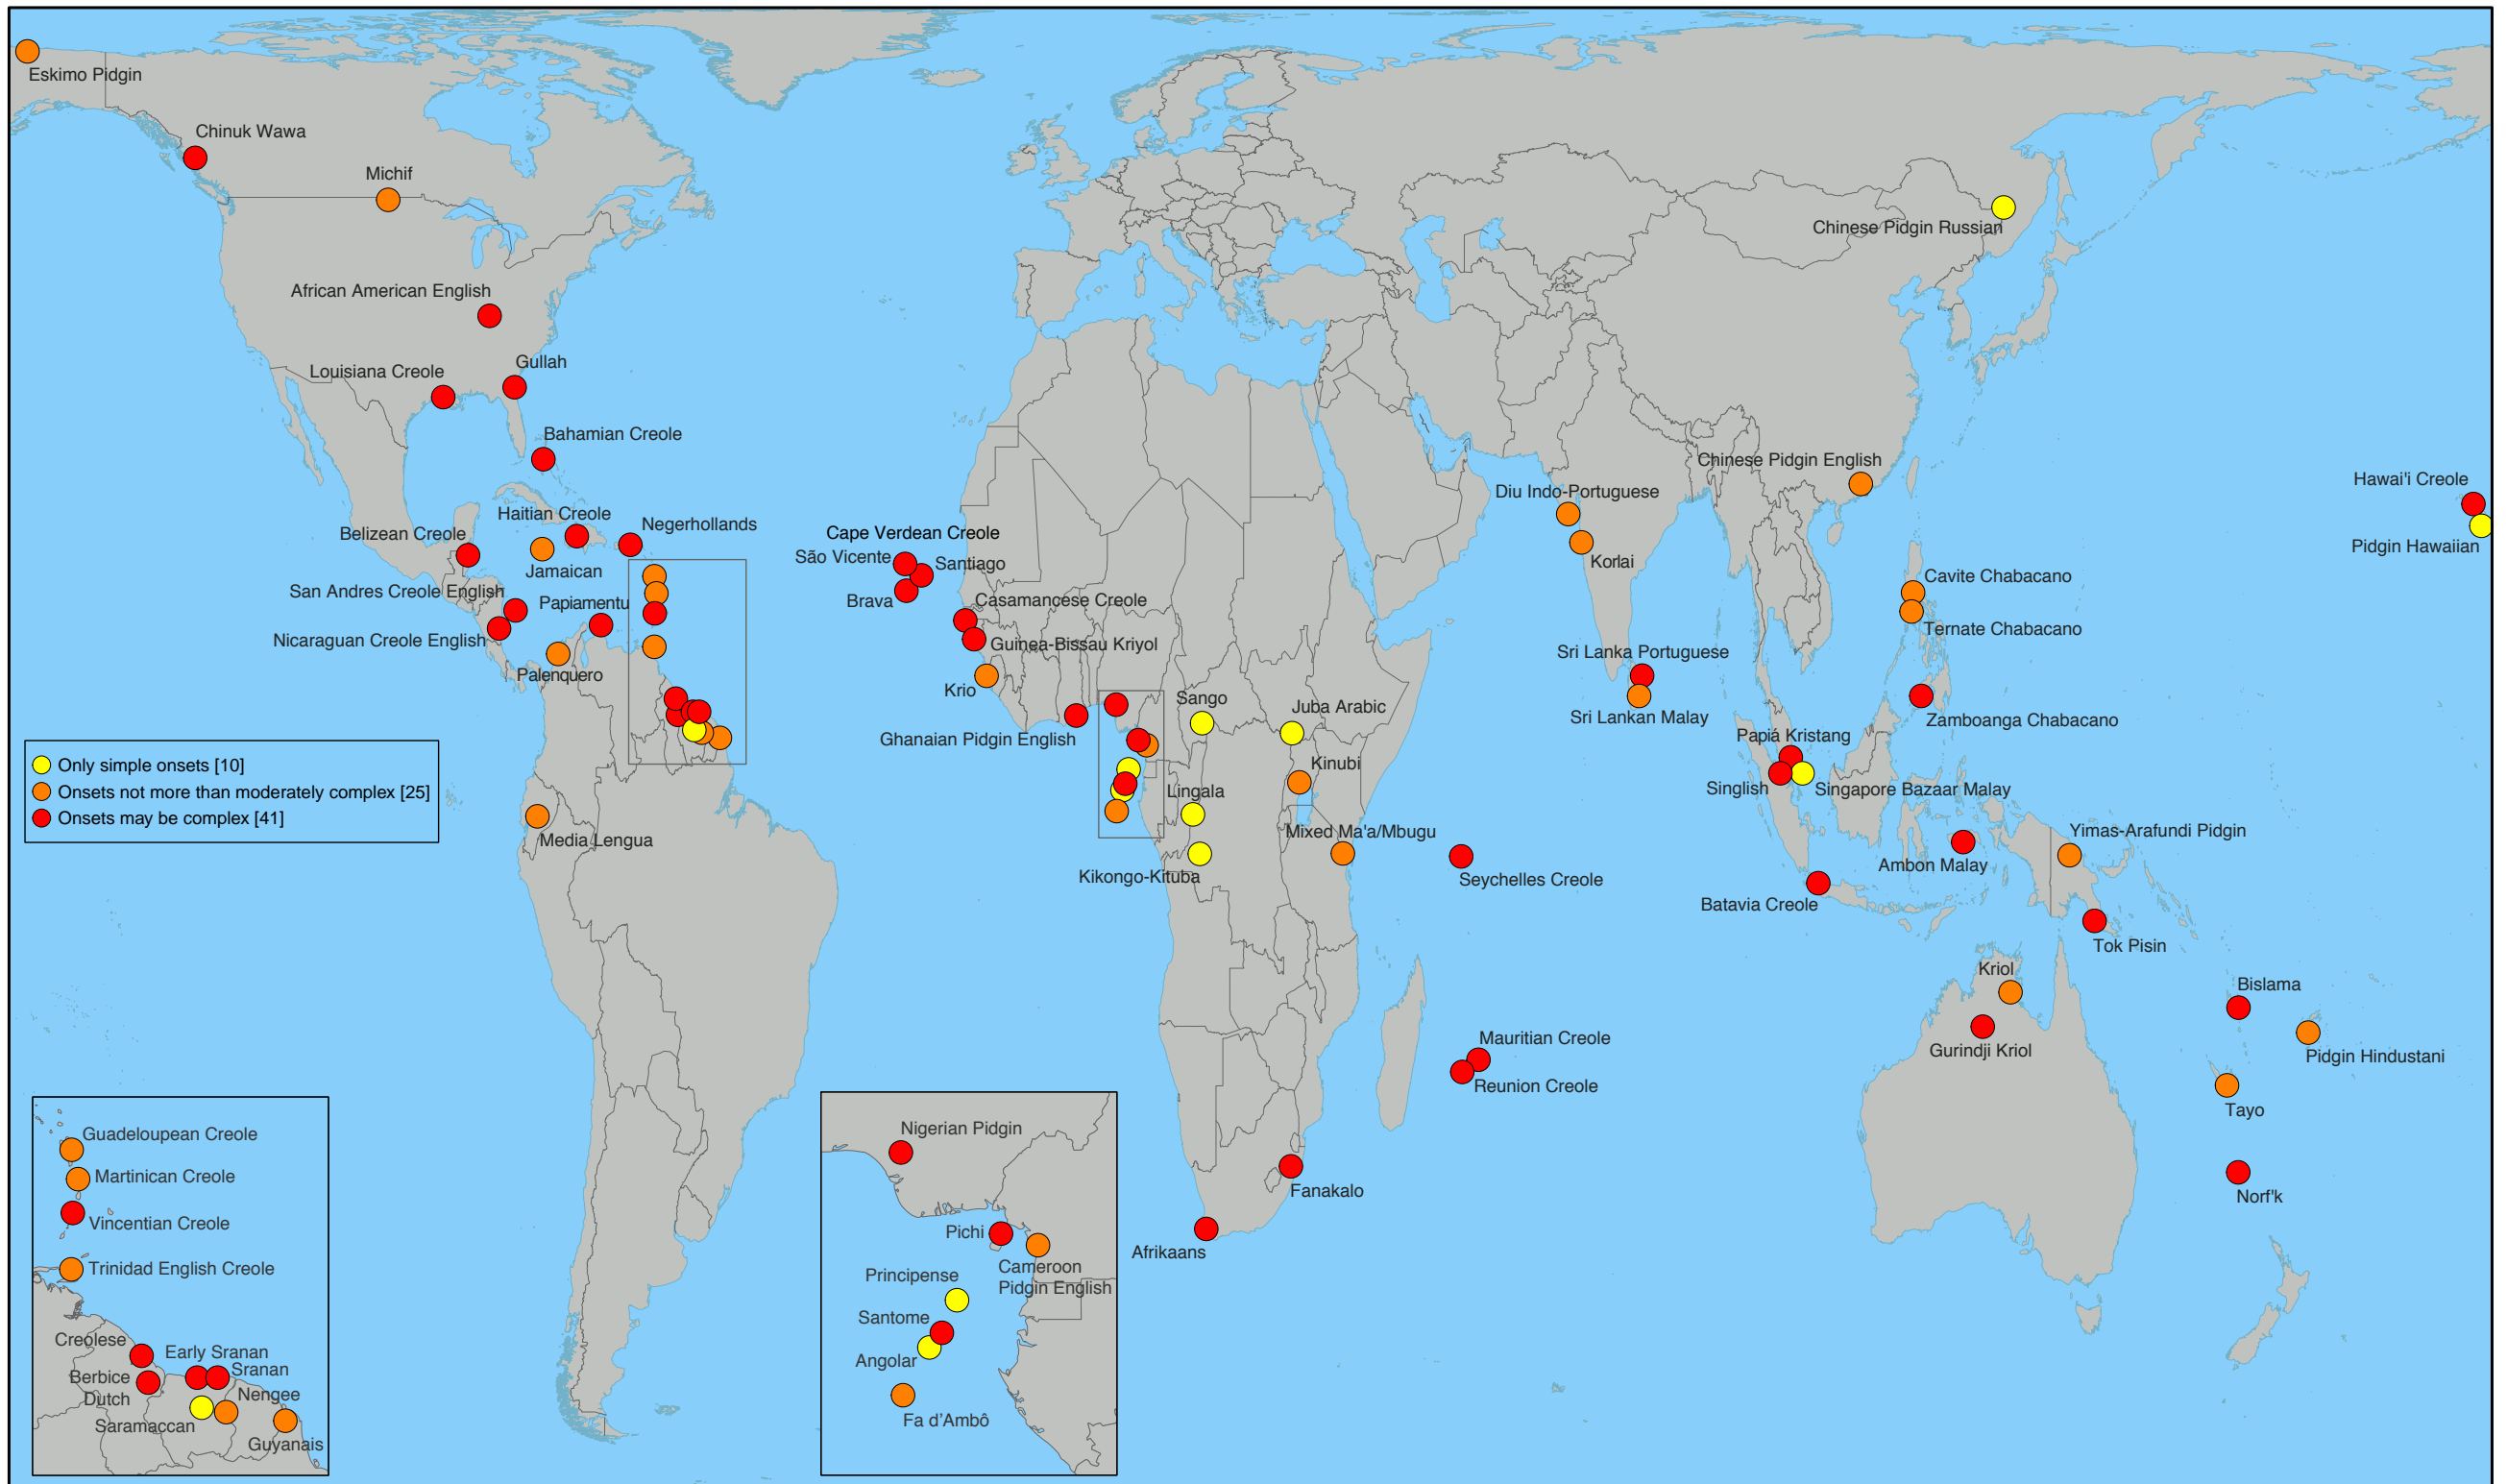 Eskimo Pidgin
Chinuk Wawa
Michif
Chinese Pidgin Russian
African American English
Gullah
Louisiana Creole
Bahamian Creole
Chinese Pidgin English
Hawai'i Creole
Diu Indo-Portuguese
Haitian Creole
Negerhollands
Belizean Creole
Cape Verdean Creole
São Vicente
Santiago
Pidgin Hawaiian
Korlai
Jamaican
Cavite Chabacano
San Andres Creole English
Papiamentu
Brava
Casamancese Creole
Ternate Chabacano
Nicaraguan Creole English
Guinea-Bissau Kriyol
Sri Lanka Portuguese
Palenquero
Krio
Sango
Juba Arabic
Sri Lankan Malay
Zamboanga Chabacano
Ghanaian Pidgin English
Papiá Kristang
Kinubi
Only simple onsets [10]
Onsets not more than moderately complex [25]
Onsets may be complex [41]
Lingala
Singlish
Singapore Bazaar Malay
Media Lengua
Mixed Ma'a/Mbugu
Yimas-Arafundi Pidgin
Kikongo-Kituba
Seychelles Creole
Ambon Malay
Batavia Creole
Tok Pisin
Kriol
Bislama
Mauritian Creole
Gurindji Kriol
Pidgin Hindustani
Reunion Creole
Tayo
Fanakalo
Norf'k
Afrikaans
Guadeloupean Creole
Martinican Creole
Vincentian Creole
Trinidad English Creole
Creolese
Early Sranan
Sranan
Berbice
Dutch
Nengee
Saramaccan
Guyanais
Nigerian Pidgin
Pichi
Cameroon
Pidgin English
Principense
Santome
Angolar
Fa d’Ambô